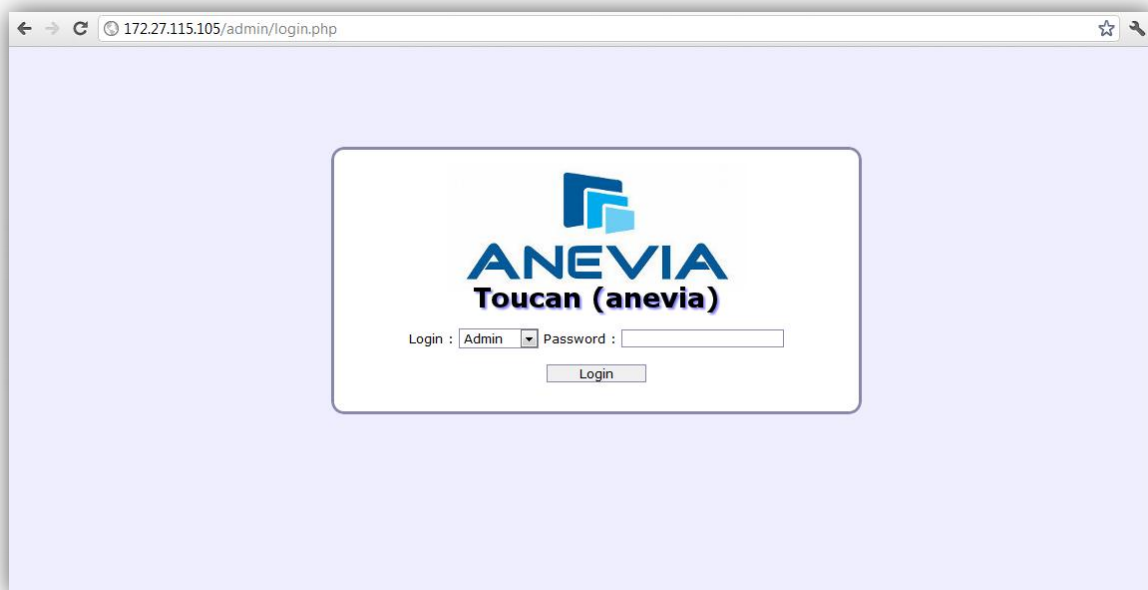 172.27.115.105/admin/login.php
ANEVIA
Toucan (anevia)
Login : Admin Password :
Login